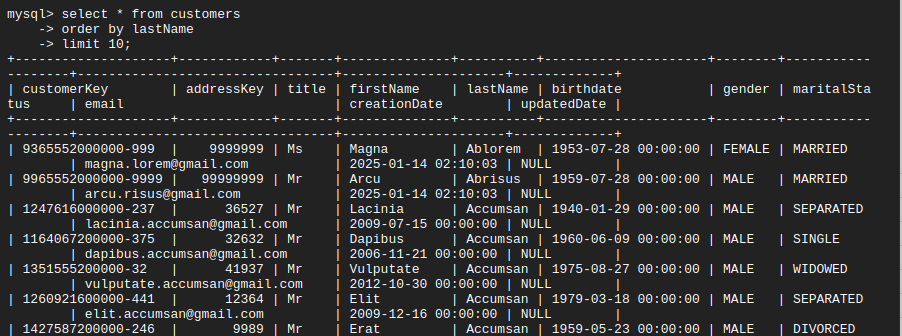 mysql> select * from customers
    -> order by lastName
    -> limit 10;
+--------------------+------------+-------+--------------+----------+---------------------+--------+-----------
--------+---------------------------------+---------------------+-------------+
| customerKey        | addressKey | title | firstName    | lastName | birthdate           | gender | maritalSta
tus     | email                           | creationDate        | updatedDate |
+--------------------+------------+-------+--------------+----------+---------------------+--------+-----------
--------+---------------------------------+---------------------+-------------+
| 9365552000000-999  |    9999999 | Ms    | Magna        | Ablorem  | 1953-07-28 00:00:00 | FEMALE | MARRIED
        | magna.lorem@gmail.com           | 2025-01-14 02:10:03 | NULL        |
| 9965552000000-9999 |   99999999 | Mr    | Arcu         | Abrisus  | 1959-07-28 00:00:00 | MALE   | MARRIED
        | arcu.risus@gmail.com            | 2025-01-14 02:10:03 | NULL        |
| 1247616000000-237  |      36527 | Mr    | Lacinia      | Accumsan | 1940-01-29 00:00:00 | MALE   | SEPARATED
        | lacinia.accumsan@gmail.com      | 2009-07-15 00:00:00 | NULL        |
| 1164067200000-375  |      32632 | Mr    | Dapibus      | Accumsan | 1960-06-09 00:00:00 | MALE   | SINGLE
        | dapibus.accumsan@gmail.com      | 2006-11-21 00:00:00 | NULL        |
| 1351555200000-32   |      41937 | Mr    | Vulputate    | Accumsan | 1975-08-27 00:00:00 | MALE   | WIDOWED
        | vulputate.accumsan@gmail.com    | 2012-10-30 00:00:00 | NULL        |
| 1260921600000-441  |      12364 | Mr    | Elit         | Accumsan | 1979-03-18 00:00:00 | MALE   | SEPARATED
        | elit.accumsan@gmail.com         | 2009-12-16 00:00:00 | NULL        |
| 1427587200000-246  |       9989 | Mr    | Erat         | Accumsan | 1959-05-23 00:00:00 | MALE   | DIVORCED